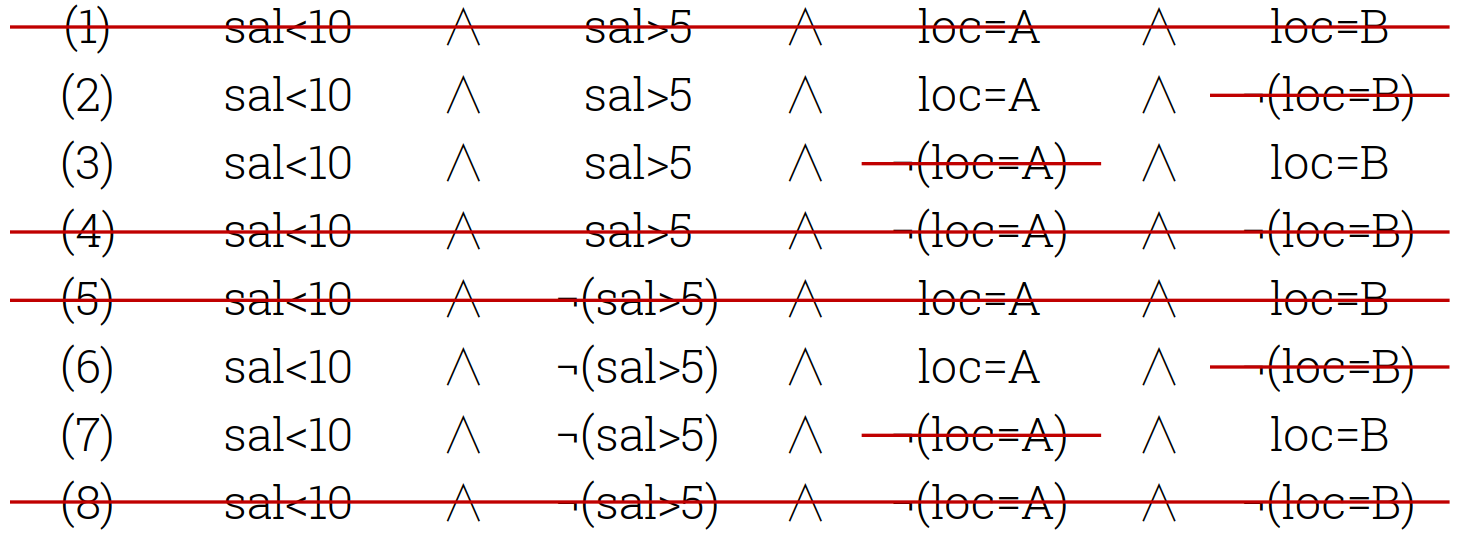 (1) sal<10 ∧ sal>5 ∧ loc=A ∧ loc=B
(2) sal<10 ∧ sal>5 ∧ loc=A ∧ ¬(loc=B)
(3) sal<10 ∧ sal>5 ∧ ¬(loc=A) ∧ loc=B
(4) sal<10 ∧ sal>5 ∧ ¬(loc=A) ∧ ¬(loc=B)
(5) sal<10 ∧ ¬(sal>5) ∧ loc=A ∧ loc=B
(6) sal<10 ∧ ¬(sal>5) ∧ loc=A ∧ ¬(loc=B)
(7) sal<10 ∧ ¬(sal>5) ∧ ¬(loc=A) ∧ loc=B
(8) sal<10 ∧ ¬(sal>5) ∧ ¬(loc=A) ∧ ¬(loc=B)